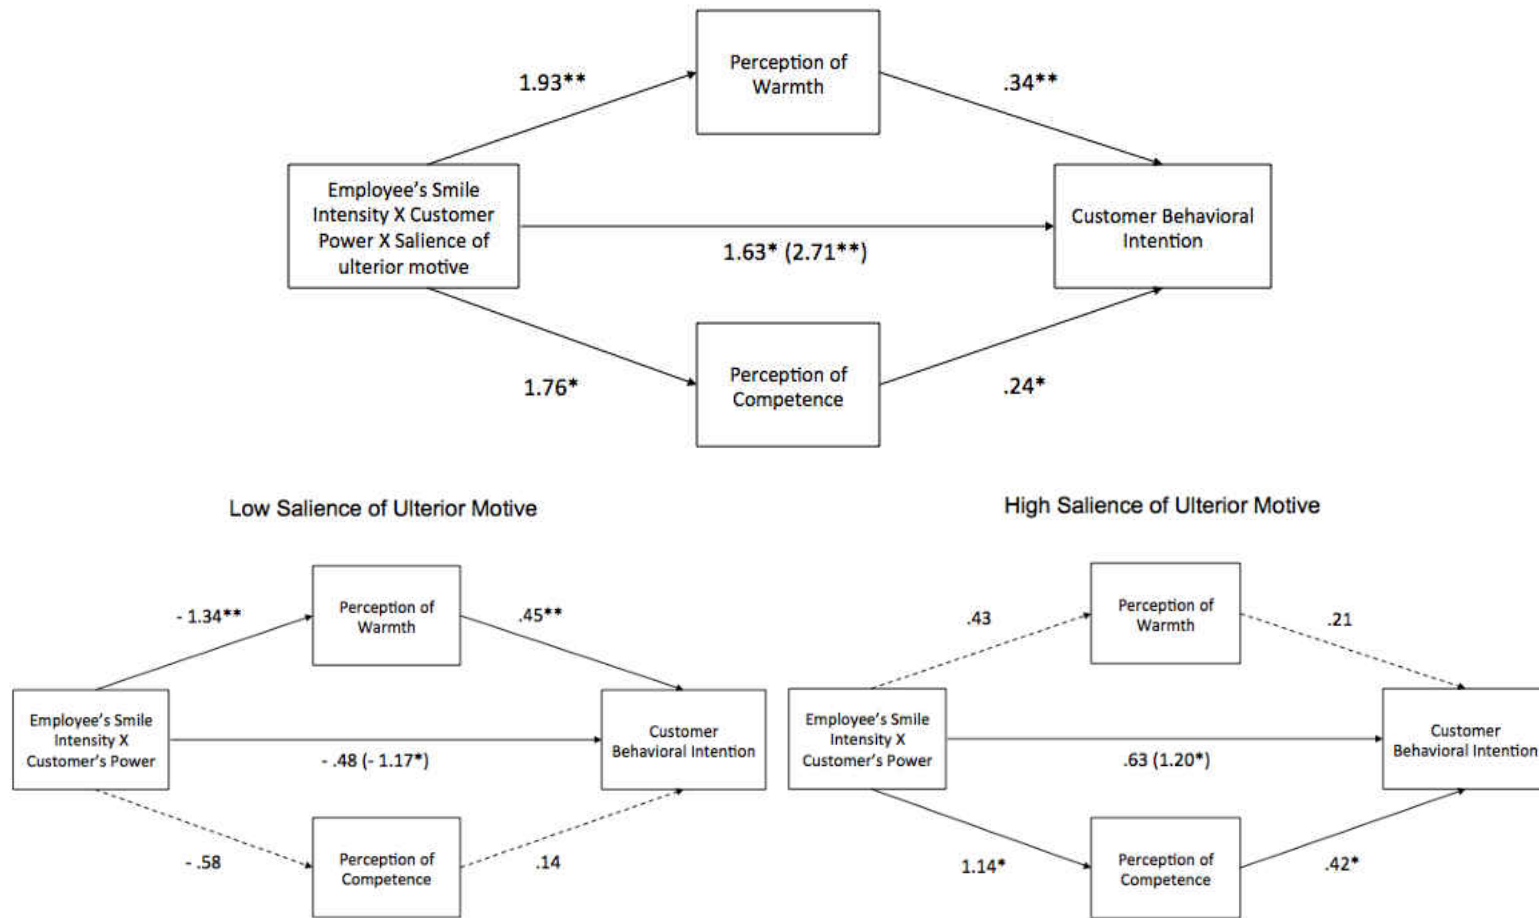 Perception of
Warmth
1.93**
.34**
Employee's Smile
Intensity X Customer
Power X Salience of
ulterior motive
Customer Behavioral
Intention
1.63* (2.71**)
Perception of
Competence
1.76*
.24*
Low Salience of Ulterior Motive
Perception of
Warmth
- 1.34**
.45**
Employee's Smile
Intensity X
Customer's Power
Customer
Behavioral Intention
- .48 (- 1.17*)
Perception of
Competence
- .58
.14
High Salience of Ulterior Motive
Perception of
Warmth
.43
.21
Employee's Smile
Intensity X
Customer's Power
Customer
Behavioral Intention
.63 (1.20*)
Perception of
Competence
1.14*
.42*